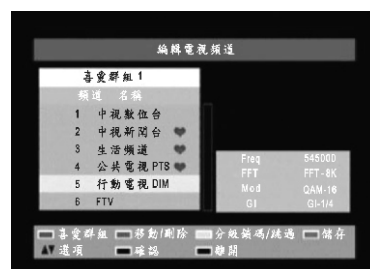 編輯電視頻道
喜愛群組 1
頻道 名稱
1 中視數位台
2 中視新聞台
3 生活頻道
4 公共電視 PTS
5 行動電視 DIM
6 FTV
Freq 545000
FFT FFT-8K
Mod QAM-16
GI GI-1/4
喜愛群組 移動/刪除 分級鎖碼/跳過 儲存
選項 確認 離開